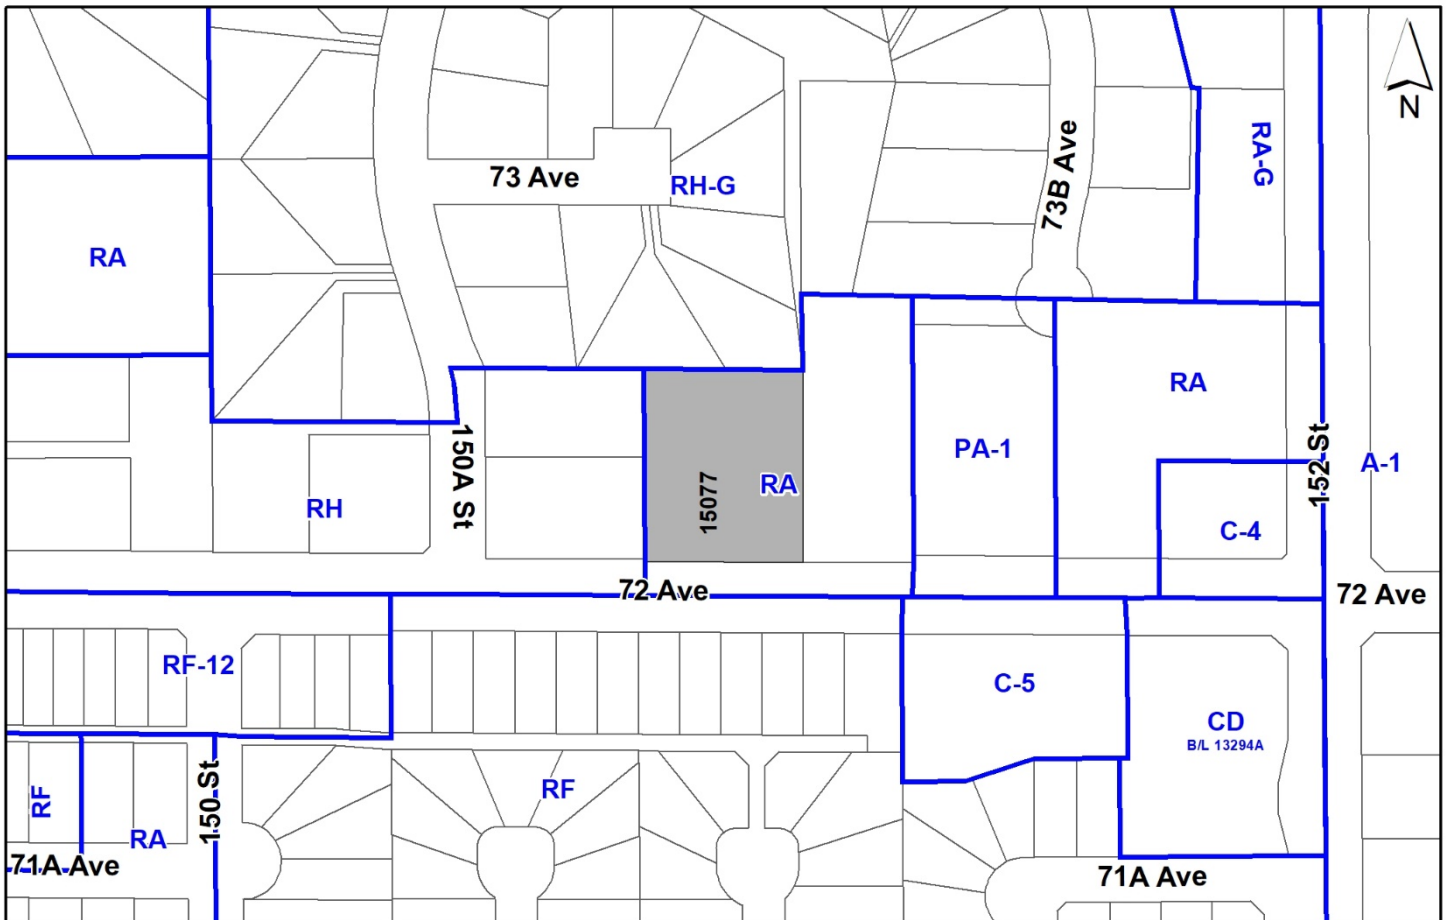 N
73 Ave
RH-G
73B Ave
RA-G
RA
RA
150A St
PA-1
152 St
A-1
RH
15077
RA
C-4
72 Ave
72 Ave
RF-12
C-5
CD
B/L 13294A
RF
RF
150 St
RA
71A Ave
71A Ave